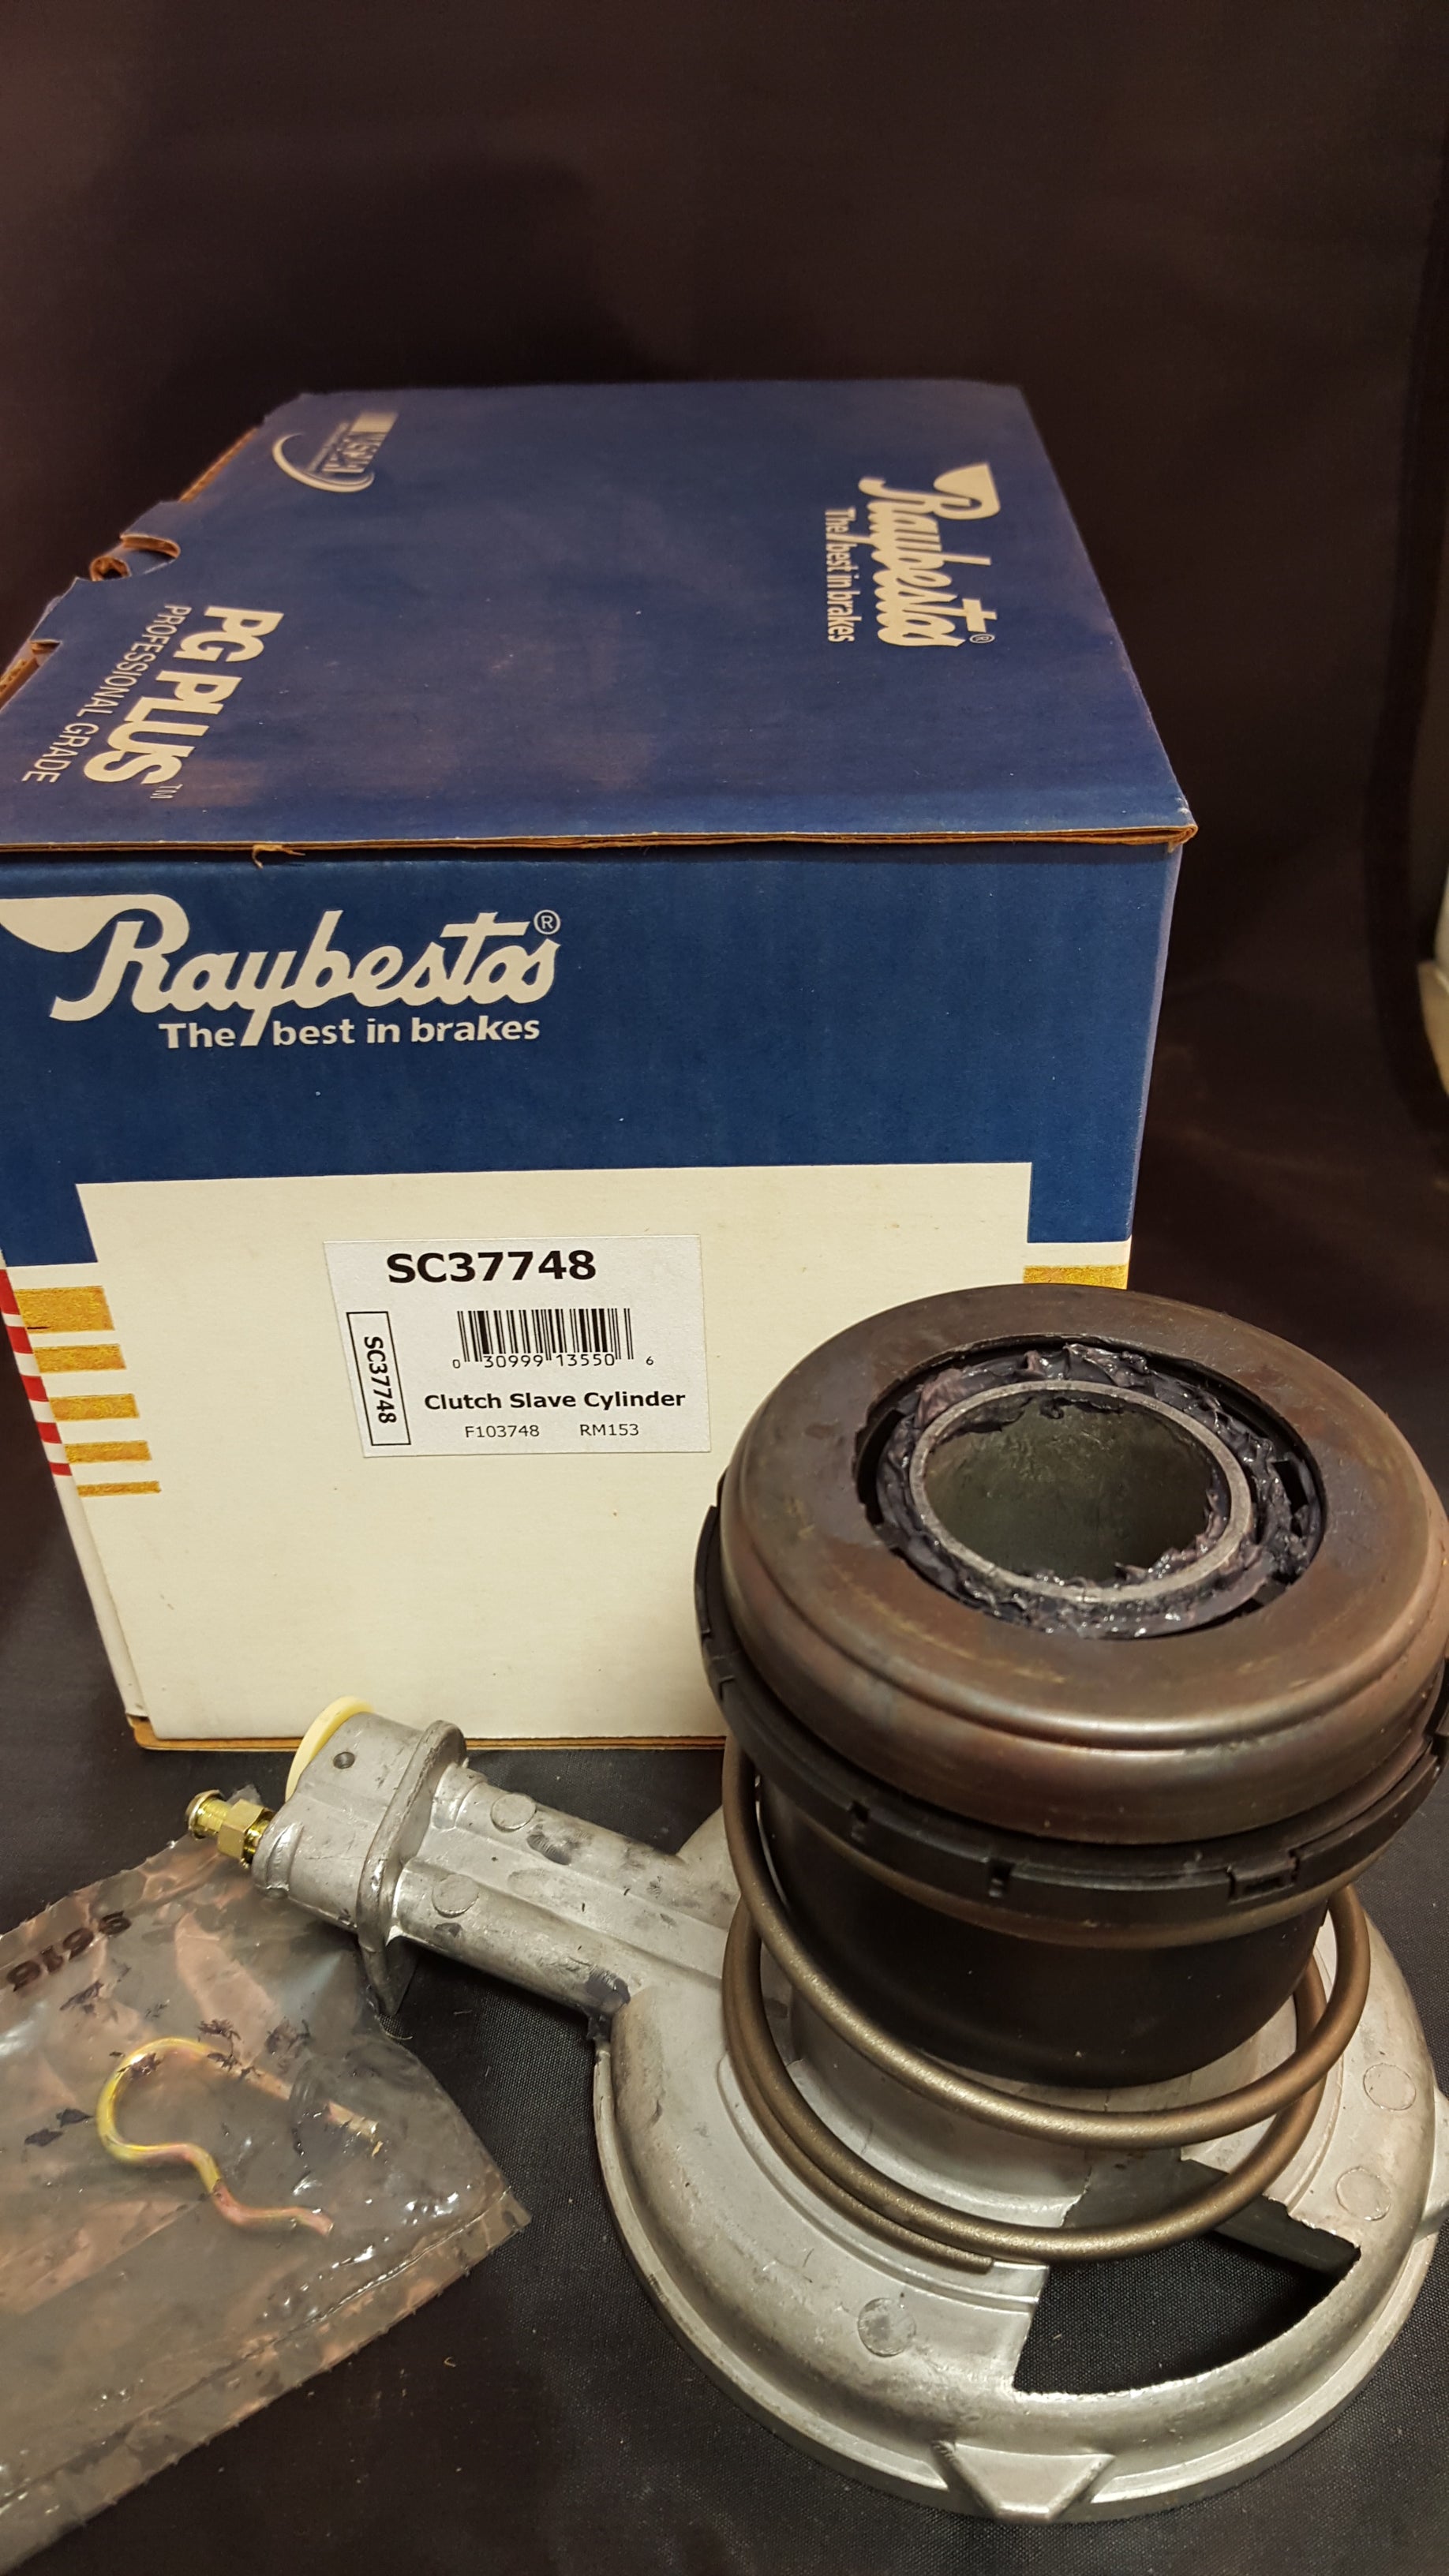 Raybestos®
The best in brakes
PG PLUS™
PROFESSIONAL GRADE
Raybestos®
The best in brakes
SC37748
SC37748
0 30999 13550 6
Clutch Slave Cylinder
F103748 RM153